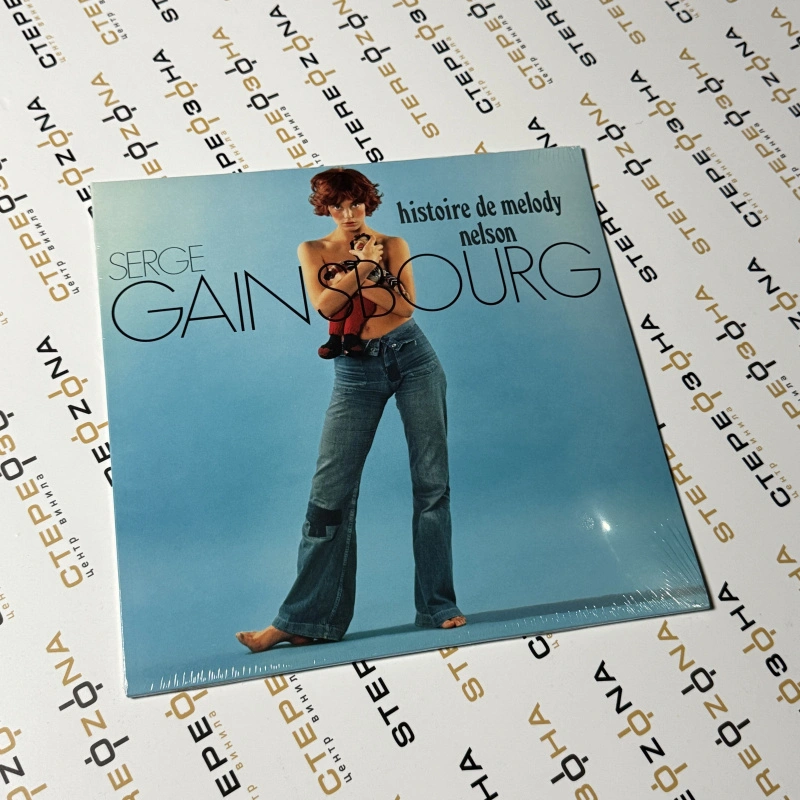 SERGE
GAINSBOURG
histoire de melody
nelson
STEREOZONA
СТЕРЕОЗОНА
центр винила